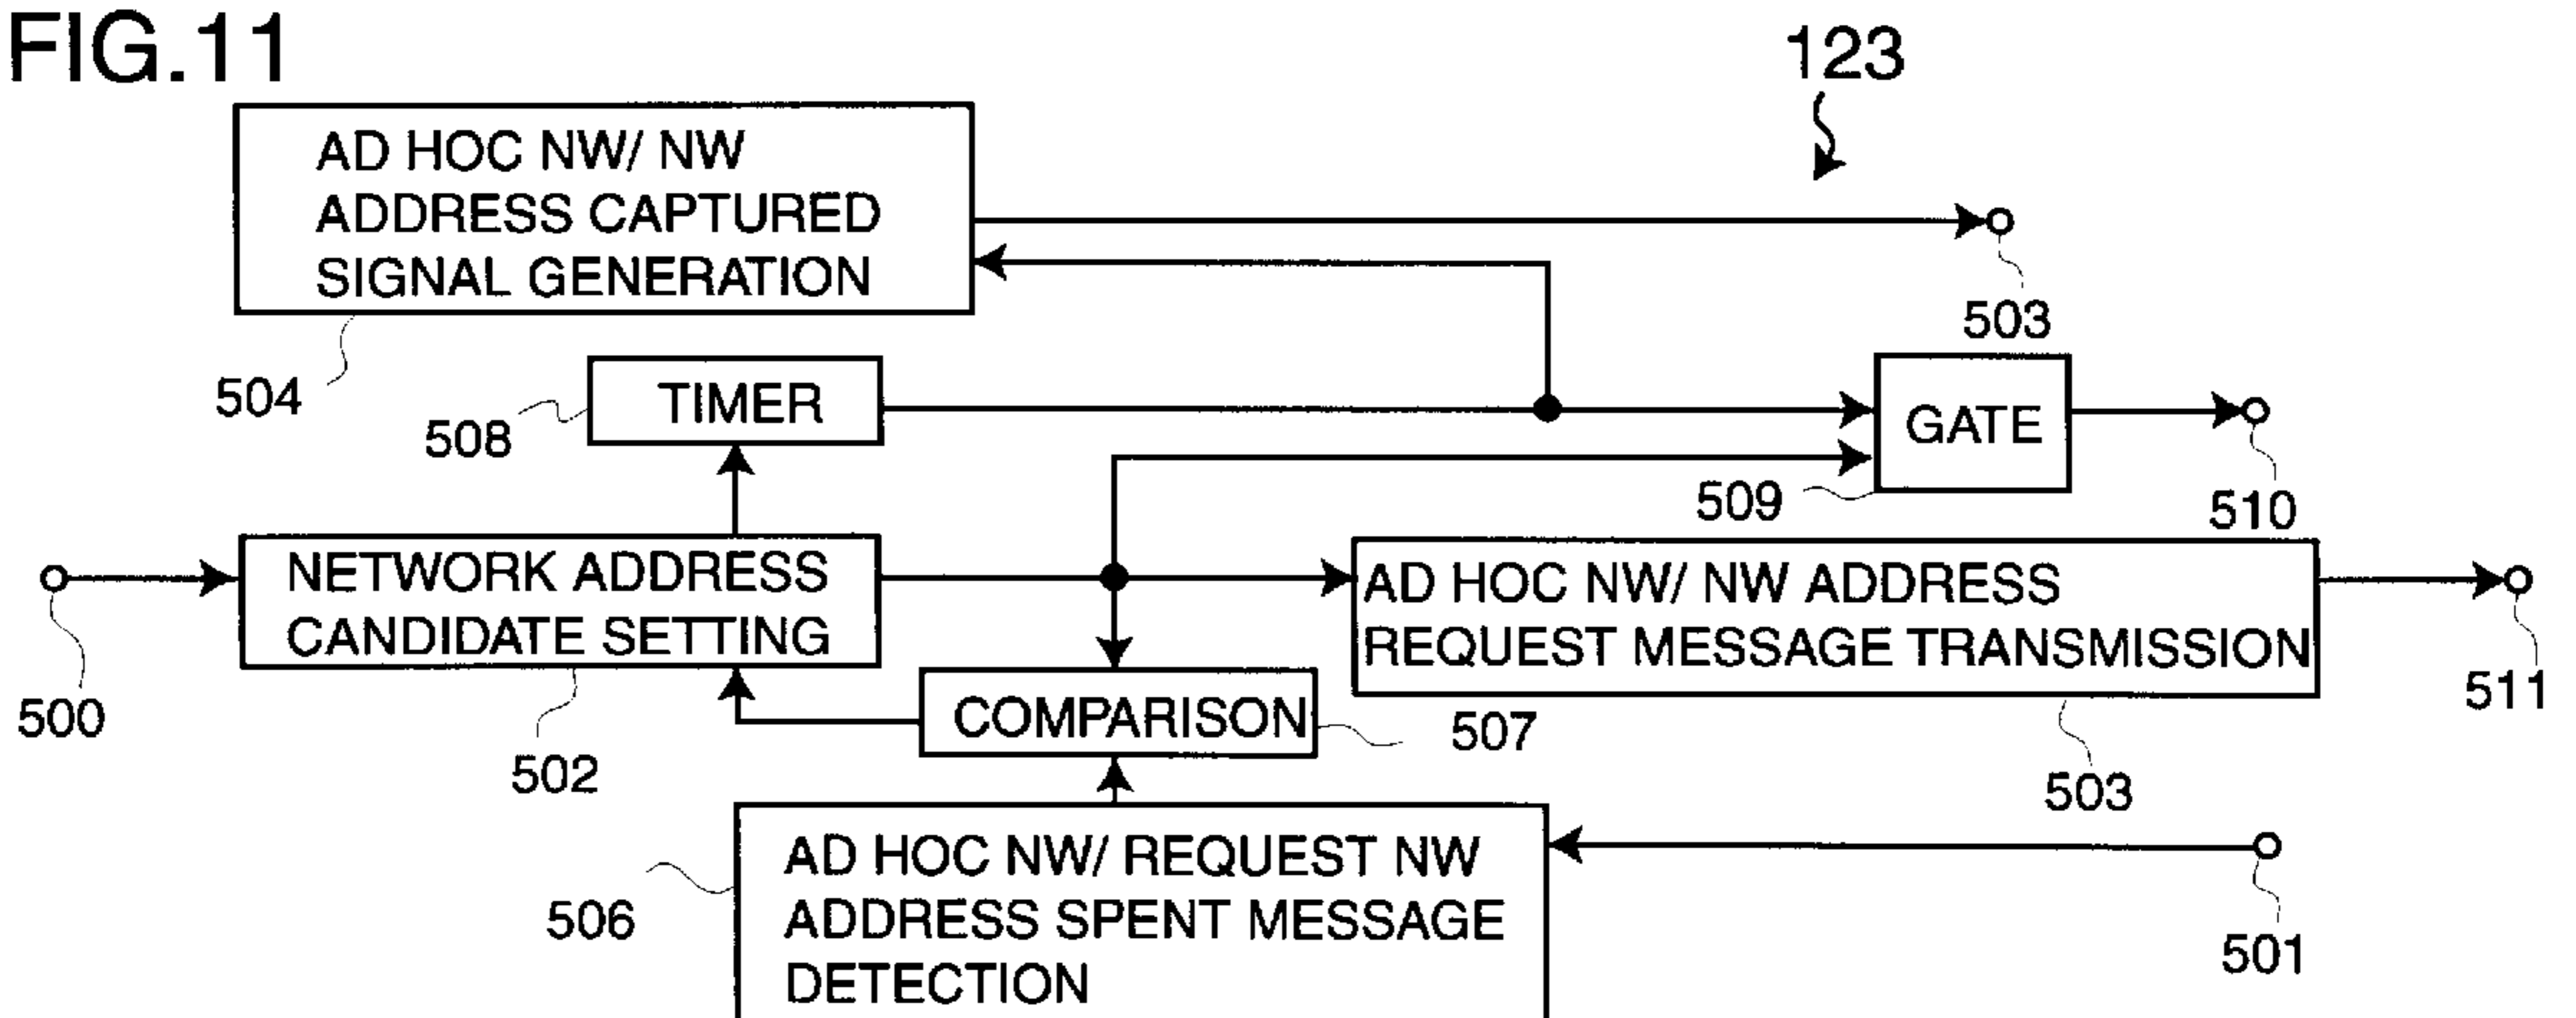 FIG.11
123
AD HOC NW/ NW
ADDRESS CAPTURED
SIGNAL GENERATION
503
504
TIMER
508
GATE
509
510
NETWORK ADDRESS
CANDIDATE SETTING
AD HOC NW/ NW ADDRESS
REQUEST MESSAGE TRANSMISSION
500
511
COMPARISON
507
502
503
AD HOC NW/ REQUEST NW
ADDRESS SPENT MESSAGE
DETECTION
506
501